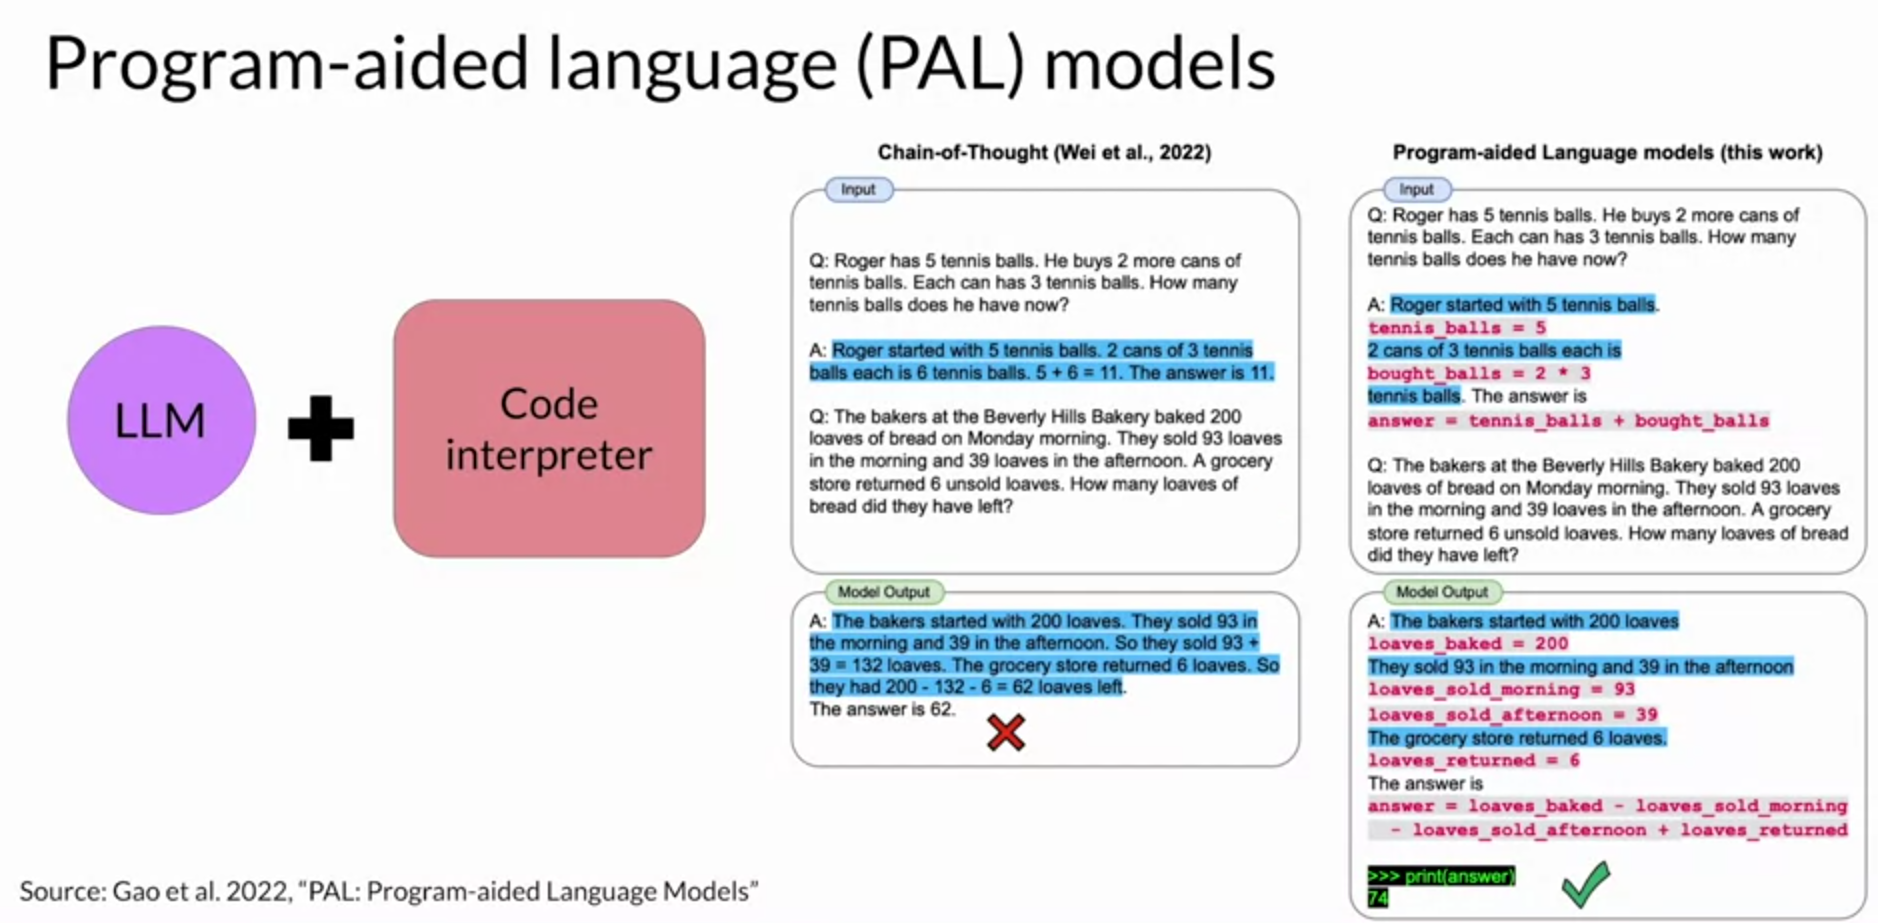 Program-aided language (PAL) models
LLM
Code
interpreter
Chain-of-Thought (Wei et al., 2022)
Input
Q: Roger has 5 tennis balls. He buys 2 more cans of
tennis balls. Each can has 3 tennis balls. How many
tennis balls does he have now?
A: Roger started with 5 tennis balls. 2 cans of 3 tennis
balls each is 6 tennis balls. 5 + 6 = 11. The answer is 11.
Q: The bakers at the Beverly Hills Bakery baked 200
loaves of bread on Monday morning. They sold 93 loaves
in the morning and 39 loaves in the afternoon. A grocery
store returned 6 unsold loaves. How many loaves of
bread did they have left?
Model Output
A: The bakers started with 200 loaves. They sold 93 in
the morning and 39 in the afternoon. So they sold 93 +
39 = 132 loaves. The grocery store returned 6 loaves. So
they had 200 - 132 - 6 = 62 loaves left.
The answer is 62.
Program-aided Language models (this work)
Input
Q: Roger has 5 tennis balls. He buys 2 more cans of
tennis balls. Each can has 3 tennis balls. How many
tennis balls does he have now?
A: Roger started with 5 tennis balls.
tennis_balls = 5
2 cans of 3 tennis balls each is
bought_balls = 2 * 3
tennis balls. The answer is
answer = tennis_balls + bought_balls
Q: The bakers at the Beverly Hills Bakery baked 200
loaves of bread on Monday morning. They sold 93 loaves
in the morning and 39 loaves in the afternoon. A grocery
store returned 6 unsold loaves. How many loaves of bread
did they have left?
Model Output
A: The bakers started with 200 loaves
loaves_baked = 200
They sold 93 in the morning and 39 in the afternoon
loaves_sold_morning = 93
loaves_sold_afternoon = 39
The grocery store returned 6 loaves.
loaves_returned = 6
The answer is
answer = loaves_baked - loaves_sold_morning
- loaves_sold_afternoon + loaves_returned
>>> print(answer)
74
Source: Gao et al. 2022, “PAL: Program-aided Language Models”